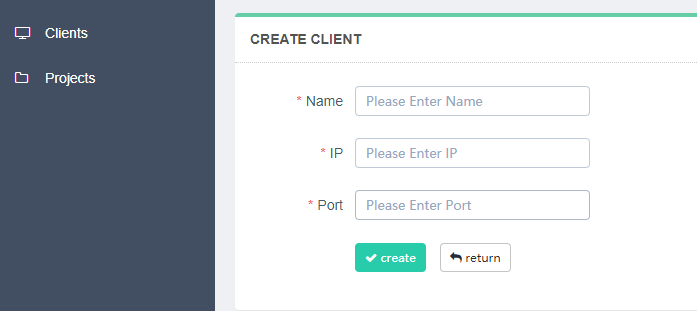 Clients
Projects
CREATE CLIENT
* Name Please Enter Name
* IP Please Enter IP
* Port Please Enter Port
create return